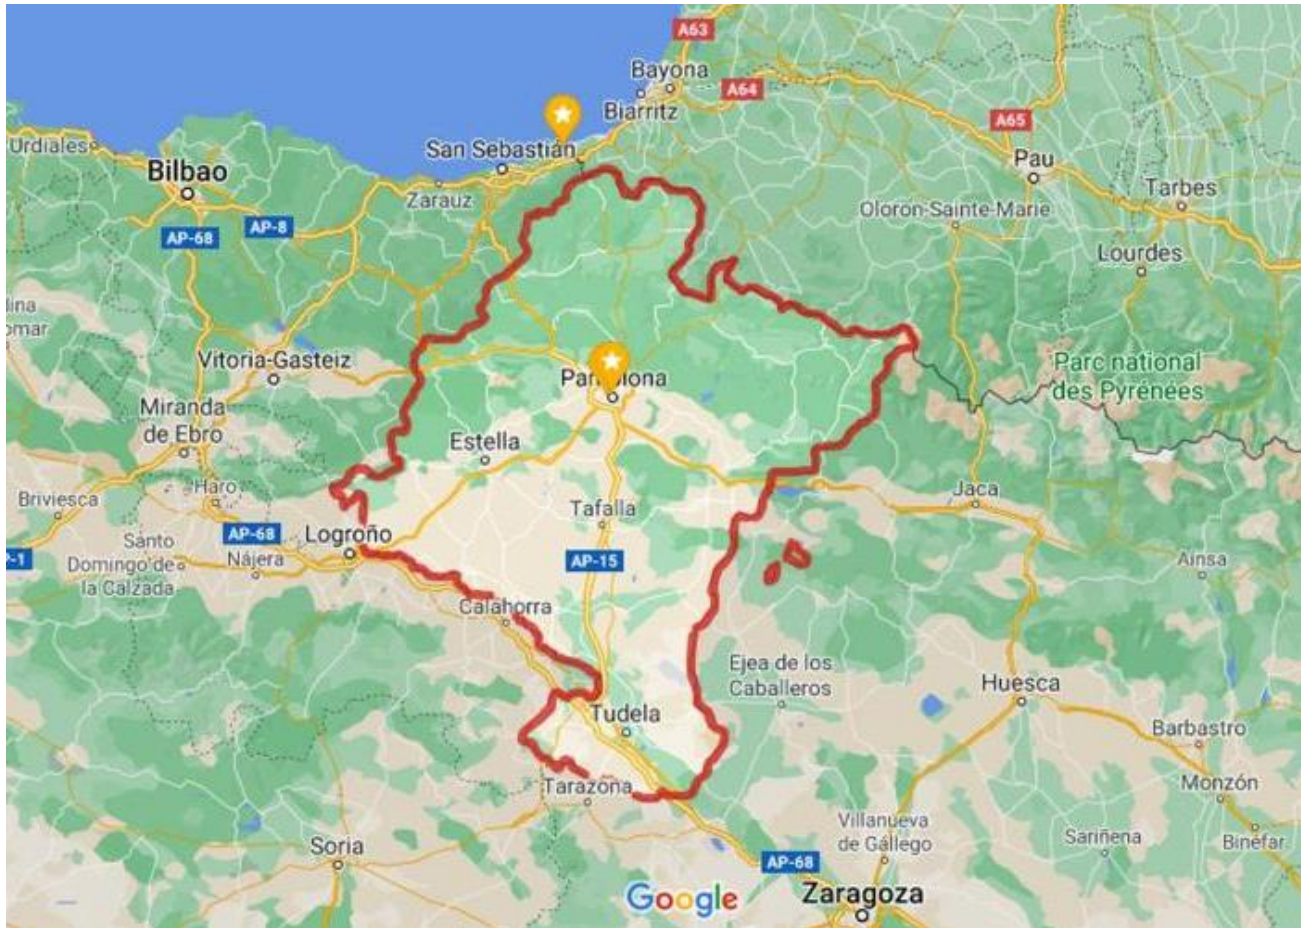 A63
Bayona
A64
Biarritz
A65
Urdiales
San Sebastián
Pau
Bilbao
Tarbes
Zarauz
Oloron-Sainte-Marie
AP-8
AP-68
Lourdes
Vitoria-Gasteiz
Parc national
des Pyrénées
Miranda
de Ebro
Estella
Haro
Jaca
Briviesca
Tafalla
AP-68
Logroño
Santo
Domingo de
la Calzada
Nájera
AP-15
Ainsa
Calahorra
Ejea de los
Caballeros
Huesca
Tudela
Barbastro
Tarazona
Monzón
Villanueva
de Gállego
Sariñena
Binéfar
Soria
AP-68
Google
Zaragoza